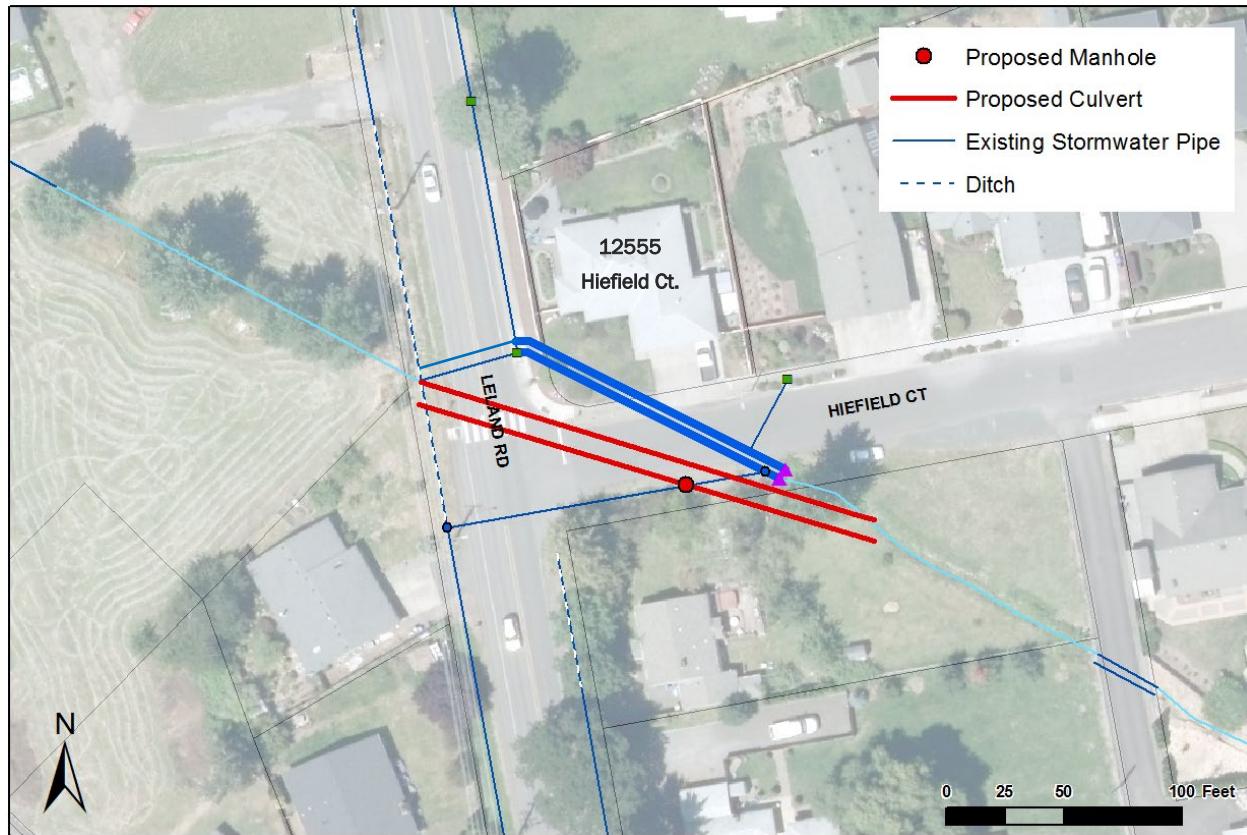 Proposed Manhole
Proposed Culvert
Existing Stormwater Pipe
Ditch
12555
Hiefield Ct.
LELAND RD
HIEFIELD CT
N
0 25 50 100 Feet